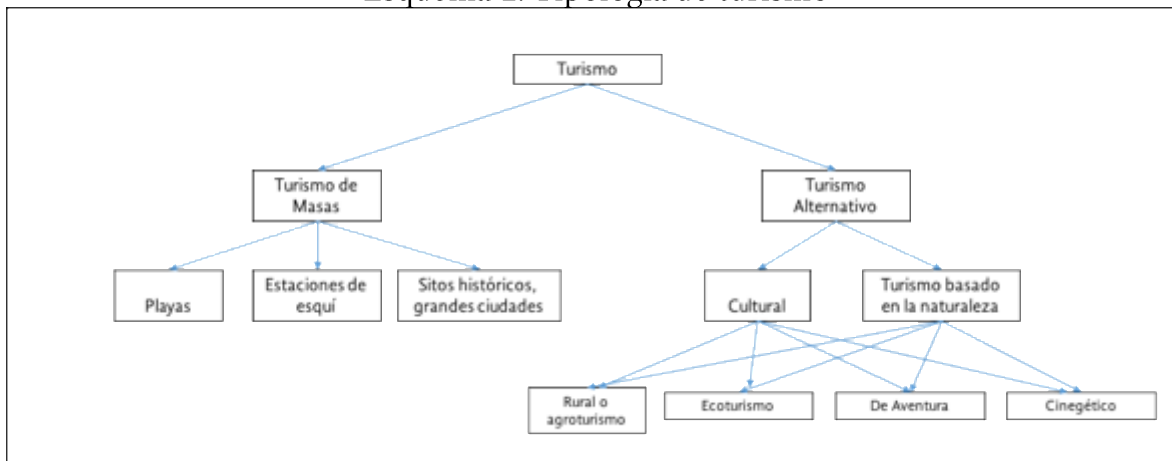 Turismo
Turismo de
Masas
Turismo
Alternativo
Playas
Estaciones de
esquí
Sitos históricos,
grandes ciudades
Cultural
Turismo basado
en la naturaleza
Rural o
agroturismo
Ecoturismo
De Aventura
Cinegético